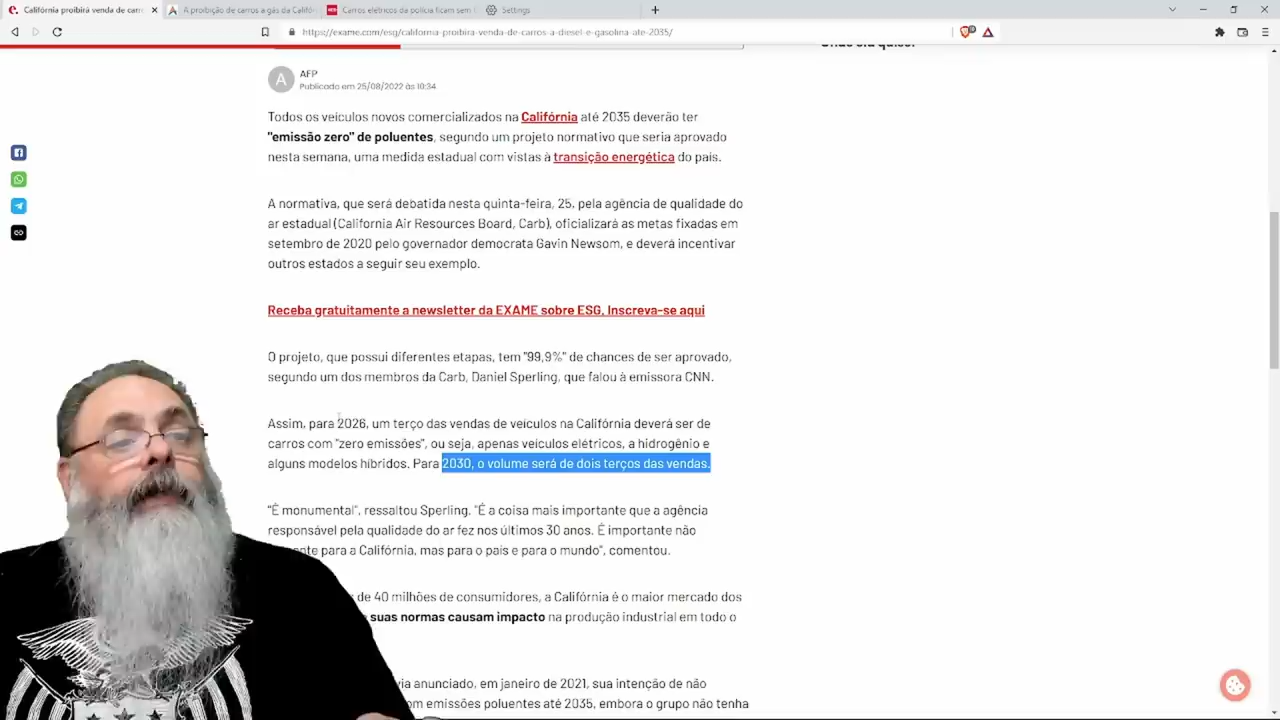 Califórnia proibirá venda de carr
A proibição de carros a gás da Califó
Carros elétricos da polícia ficam sem
Settings
https://exame.com/esg/california-proibira-venda-de-carros-a-diesel-e-gasolina-ate-2035/
A
AFP
Publicado em 25/08/2022 às 10:34
Todos os veículos novos comercializados na Califórnia até 2035 deverão ter
"emissão zero" de poluentes, segundo um projeto normativo que seria aprovado
nesta semana, uma medida estadual com vistas à transição energética do país.
A normativa, que será debatida nesta quinta-feira, 25, pela agência de qualidade do
ar estadual (California Air Resources Board, Carb), oficializará as metas fixadas em
setembro de 2020 pelo governador democrata Gavin Newsom, e deverá incentivar
outros estados a seguir seu exemplo.
Receba gratuitamente a newsletter da EXAME sobre ESG, Inscreva-se aqui
O projeto, que possui diferentes etapas, tem "99,9%" de chances de ser aprovado,
segundo um dos membros da Carb, Daniel Sperling, que falou à emissora CNN.
Assim, para 2026, um terço das vendas de veículos na Califórnia deverá ser de
carros com "zero emissões", ou seja, apenas veículos elétricos, a hidrogênio e
alguns modelos híbridos. Para 2030, o volume será de dois terços das vendas.
"É monumental", ressaltou Sperling. "É a coisa mais importante que a agência
responsável pela qualidade do ar fez nos últimos 30 anos. É importante não
para a Califórnia, mas para o país e para o mundo", comentou.
de 40 milhões de consumidores, a Califórnia é o maior mercado dos
suas normas causam impacto na produção industrial em todo o
anunciado, em janeiro de 2021, sua intenção de não
emissões poluentes até 2035, embora o grupo não tenha